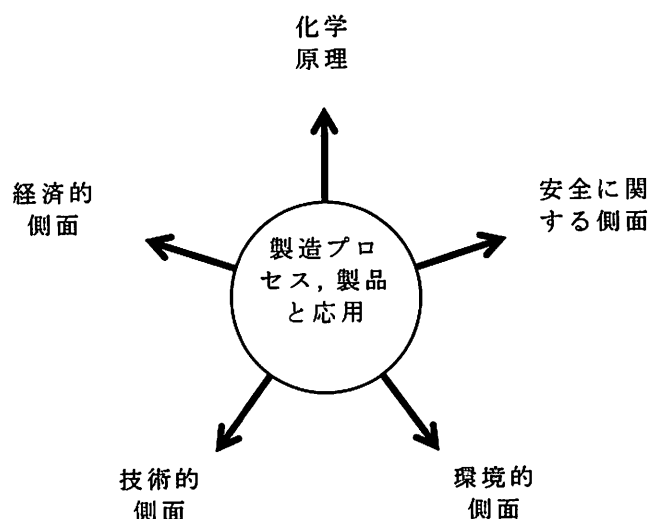 化学
原理
経済的
側面
安全に関
する側面
製造プロ
セス, 製品
と応用
技術的
側面
環境的
側面